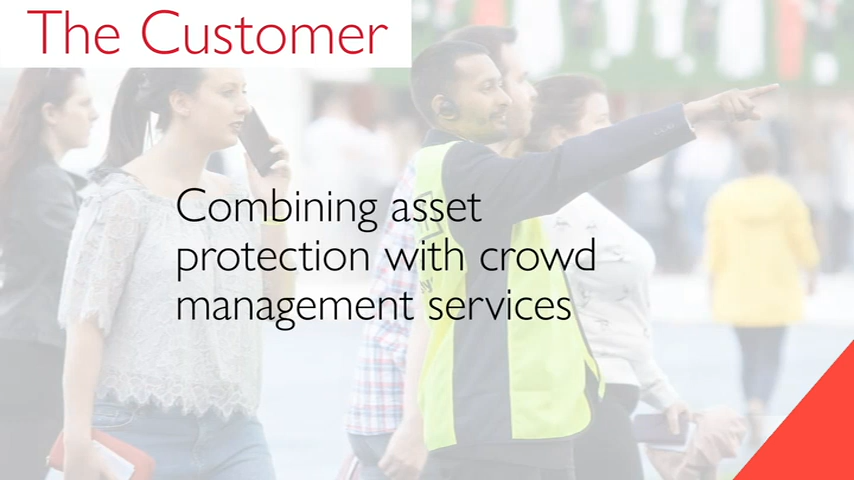 The Customer
Combining asset
protection with crowd
management services